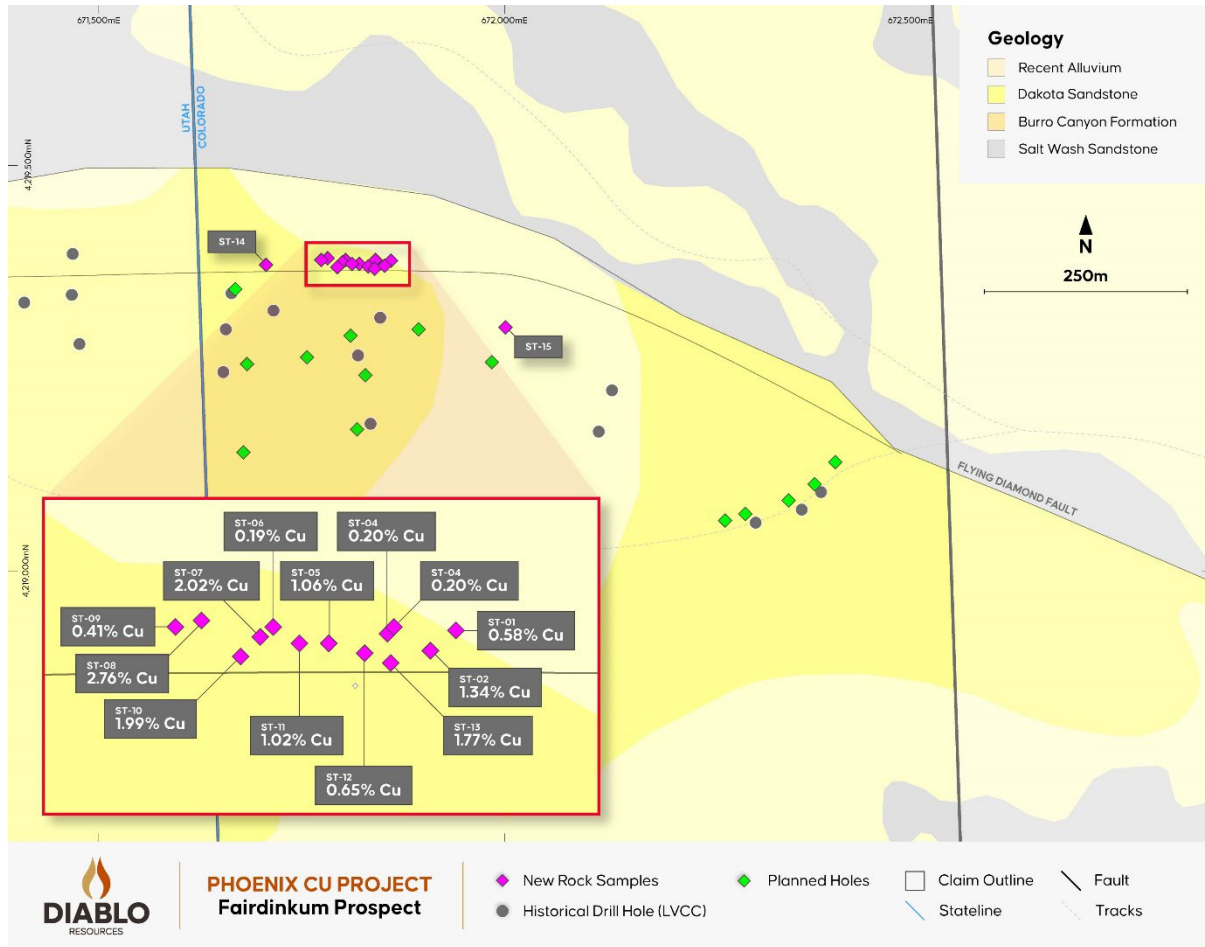 671,500mE
672,000mE
672,500mE
4,219,500mN
4,219,000mN
UTAH
COLORADO
Geology
Recent Alluvium
Dakota Sandstone
Burro Canyon Formation
Salt Wash Sandstone
N
250m
ST-14
ST-15
FLYING DIAMOND FAULT
ST-06
0.19% Cu
ST-04
0.20% Cu
ST-07
2.02% Cu
ST-05
1.06% Cu
ST-04
0.20% Cu
ST-09
0.41% Cu
ST-01
0.58% Cu
ST-08
2.76% Cu
ST-02
1.34% Cu
ST-10
1.99% Cu
ST-11
1.02% Cu
ST-13
1.77% Cu
ST-12
0.65% Cu
DIABLO
RESOURCES
PHOENIX CU PROJECT
Fairdinkum Prospect
New Rock Samples
Historical Drill Hole (LVCC)
Planned Holes
Claim Outline
Stateline
Fault
Tracks